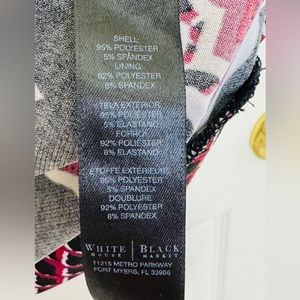 SHELL:
95% POLYESTER
5% SPANDEX
LINING:
92% POLYESTER
8% SPANDEX
TELA EXTERIOR:
95% POLIESTER
5% ELASTANO
FORRO:
92% POLIESTER
8% ELASTANO
ÉTOFFE EXTÉRIEURE:
95% POLYESTER
5% SPANDEX
DOUBLURE:
92% POLYESTER
8% SPANDEX
WHITE | BLACK
HOUSE MARKET
11215 METRO PARKWAY
FORT MYERS, FL 33966